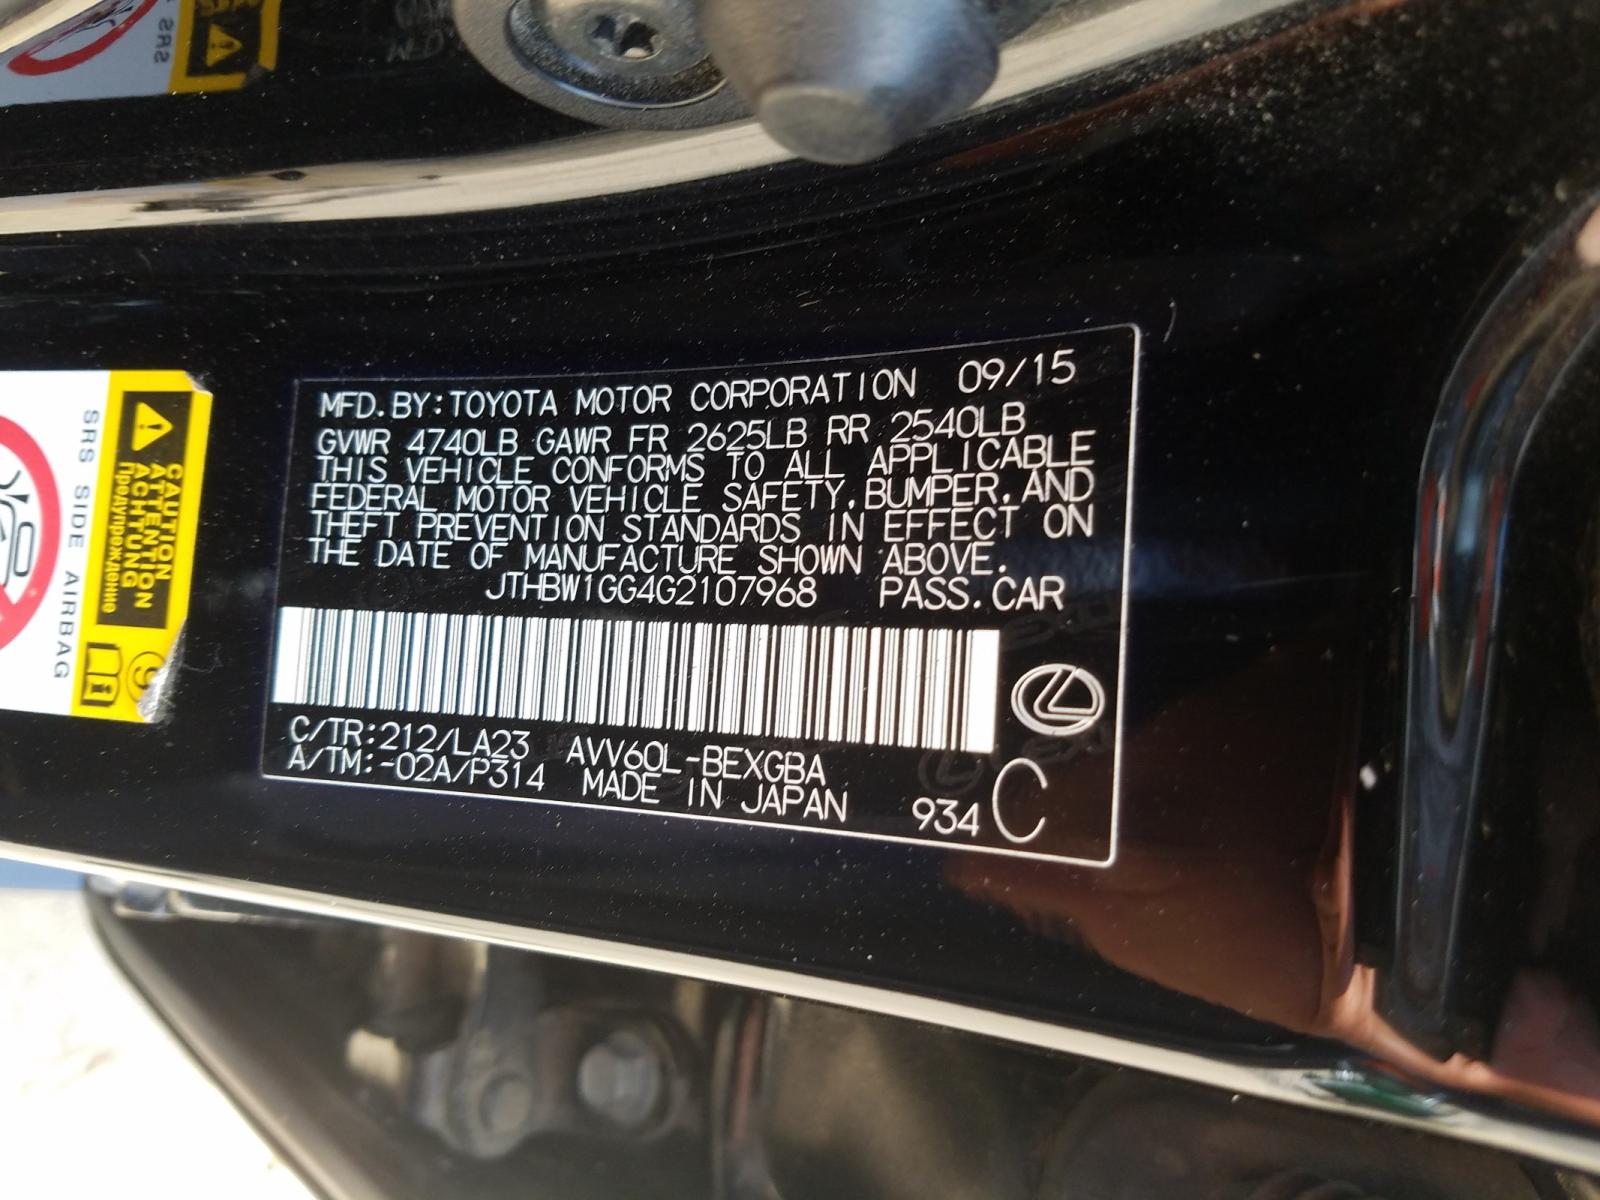 MFD.BY:TOYOTA MOTOR CORPORATION 09/15
GVWR 4740LB GAWR FR 2625LB RR 2540LB
THIS VEHICLE CONFORMS TO ALL APPLICABLE
FEDERAL MOTOR VEHICLE SAFETY,BUMPER,AND
THEFT PREVENTION STANDARDS IN EFFECT ON
THE DATE OF MANUFACTURE SHOWN ABOVE.
JTHBW1GG4G2107968 PASS.CAR
C/TR:212/LA23 AVV60L-BEXGBA
A/TM:-02A/P314 MADE IN JAPAN 934 C
CAUTION
ATTENTION
ACHTUNG
Предупреждение
SRS SIDE AIRBAG
SRS